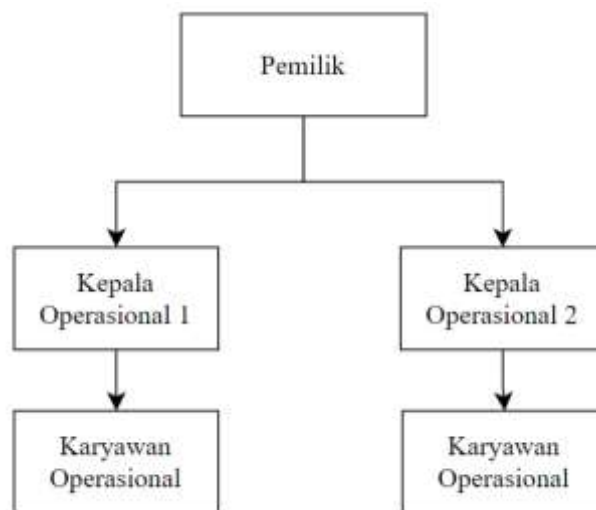 Pemilik
Kepala
Operasional 1
Kepala
Operasional 2
Karyawan
Operasional
Karyawan
Operasional